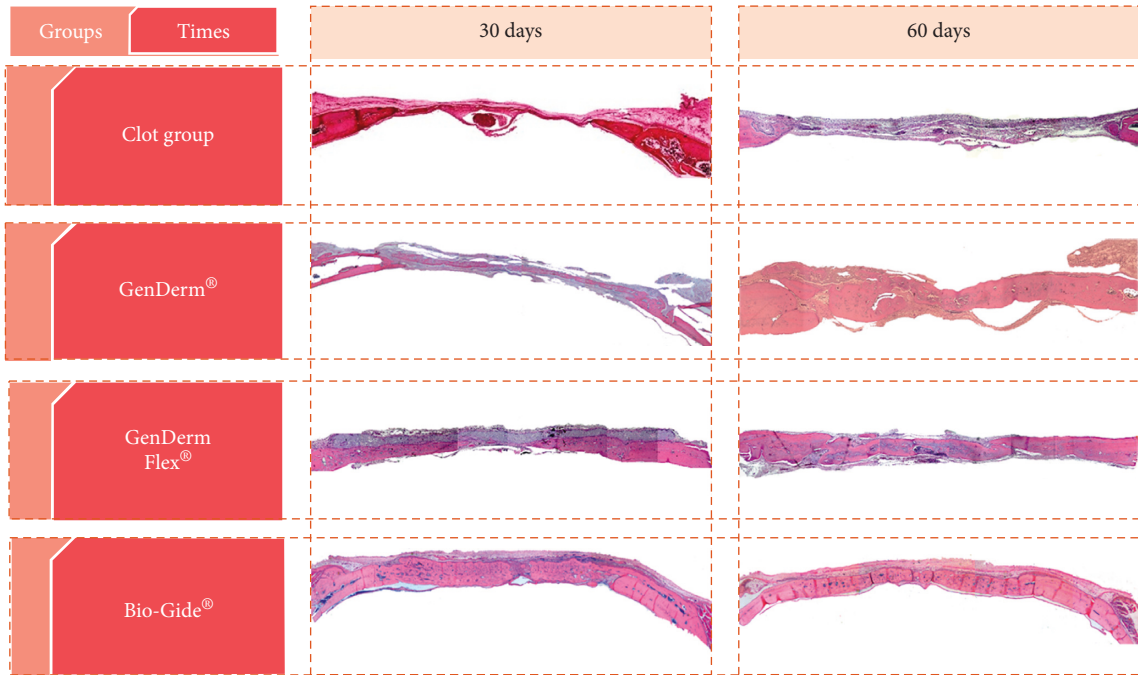 Groups
Times
30 days
60 days
Clot group
GenDerm®
GenDerm
Flex®
Bio-Gide®